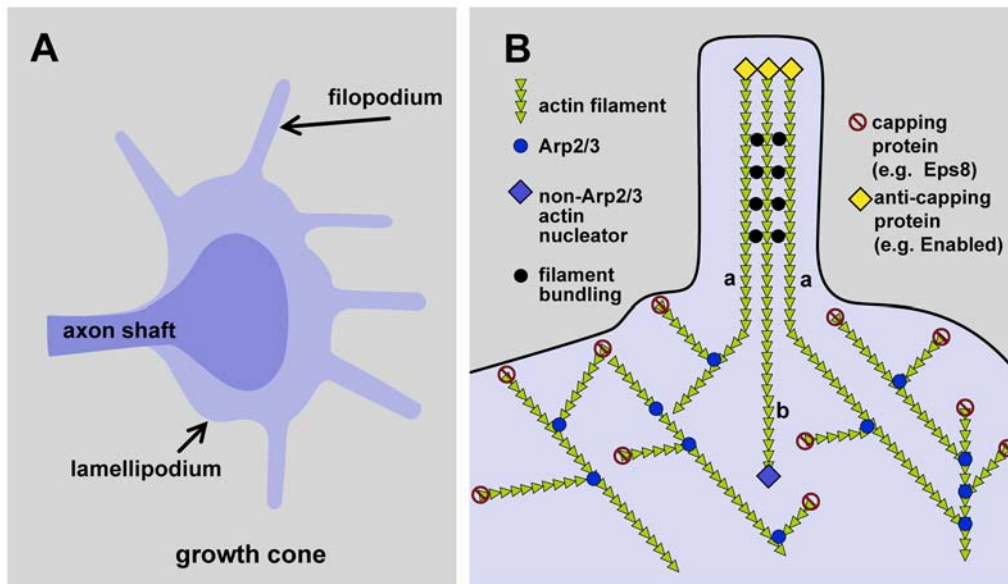 A
filopodium
axon shaft
lamellipodium
growth cone
B
actin filament
Arp2/3
non-Arp2/3
actin
nucleator
filament
bundling
capping
protein
(e.g. Eps8)
anti-capping
protein
(e.g. Enabled)
a
a
b